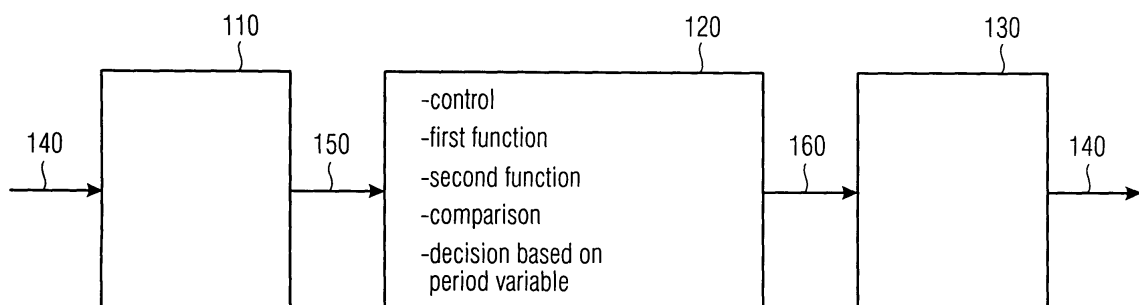 110
120
130
140
150
160
140
-control
-first function
-second function
-comparison
-decision based on
period variable